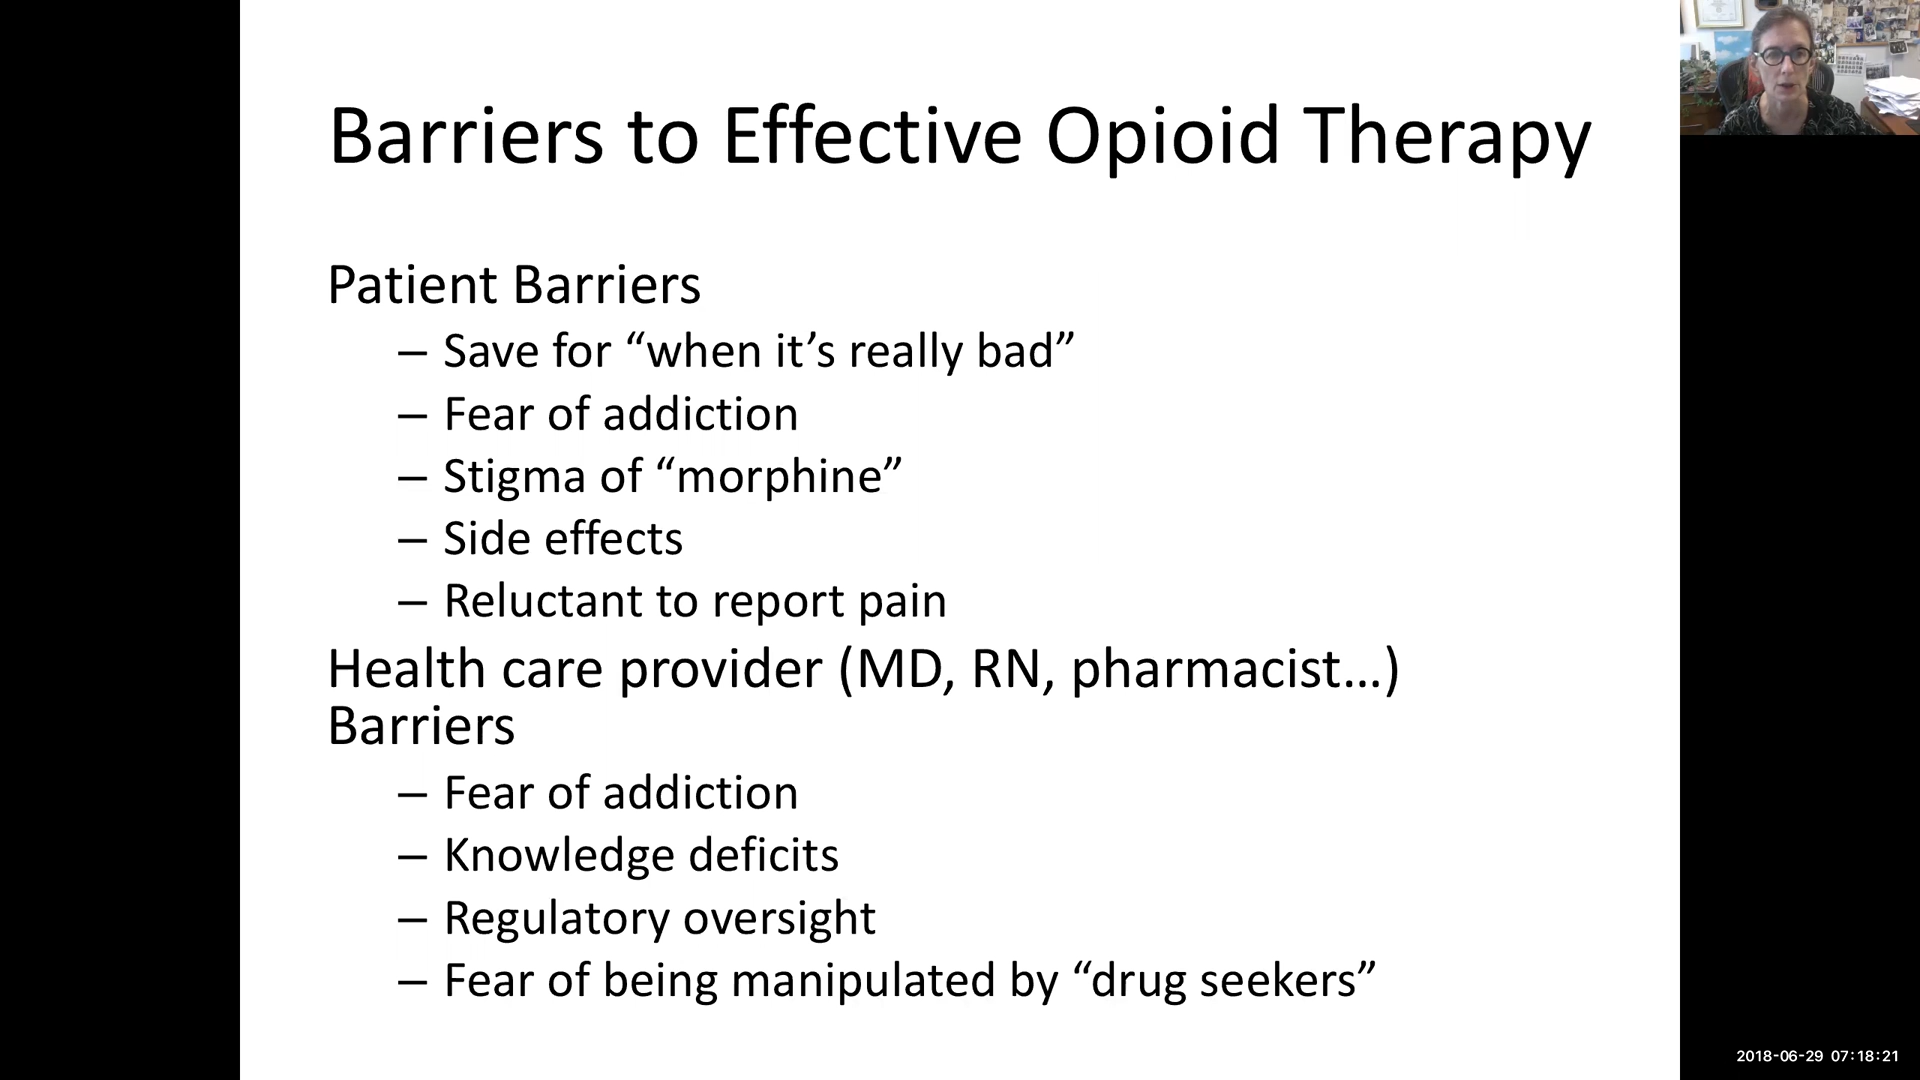 Barriers to Effective Opioid Therapy
Patient Barriers
– Save for “when it’s really bad”
– Fear of addiction
– Stigma of “morphine”
– Side effects
– Reluctant to report pain
Health care provider (MD, RN, pharmacist…)
Barriers
– Fear of addiction
– Knowledge deficits
– Regulatory oversight
– Fear of being manipulated by “drug seekers”
2018-06-29 07:18:21